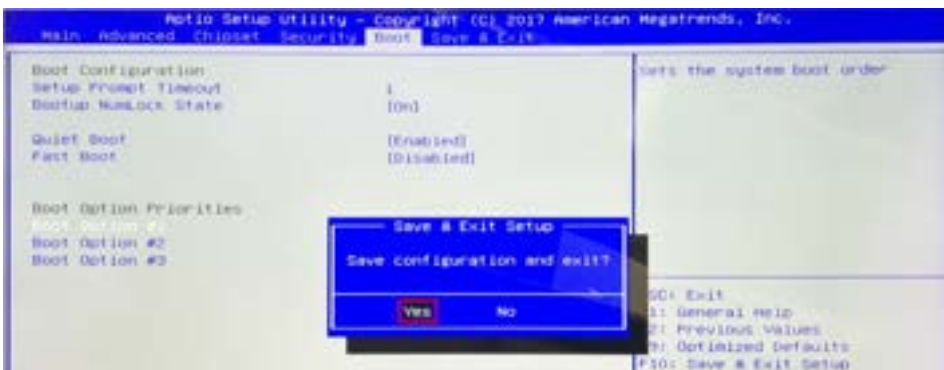 Aptio Setup Utility - Copyright (C) 2017 American Megatrends, Inc.
Main Advanced Chipset Security Boot Save & Exit
Boot Configuration
Setup Prompt Timeout 1
Bootup NumLock State [On]
Quiet Boot [Enabled]
Fast Boot [Disabled]
Boot Option Priorities
Boot Option #1
Boot Option #2
Boot Option #3
Sets the system boot order
Save & Exit Setup
Save configuration and exit?
Yes No
: Exit
: General Help
: Previous Values
: Optimized Defaults
F10: Save & Exit Setup